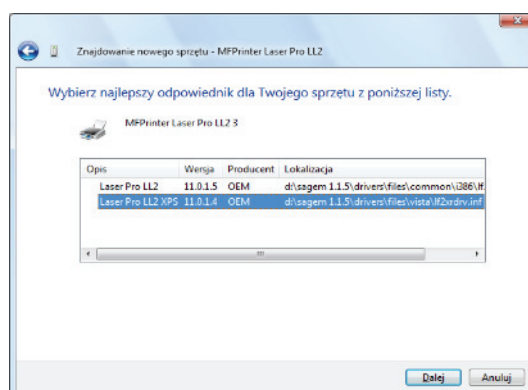 Znajdowanie nowego sprzętu - MFPrinter Laser Pro LL2
Wybierz najlepszy odpowiednik dla Twojego sprzętu z poniższej listy.
MFPrinter Laser Pro LL2 3
Opis Wersja Producent Lokalizacja
Laser Pro LL2 11.0.1.5 OEM d:\sagem 1.1.5\drivers\files\common\i386\lf.
Laser Pro LL2 XPS 11.0.1.4 OEM d:\sagem 1.1.5\drivers\files\vista\lf2xrdrv.inf
Dalej Anuluj